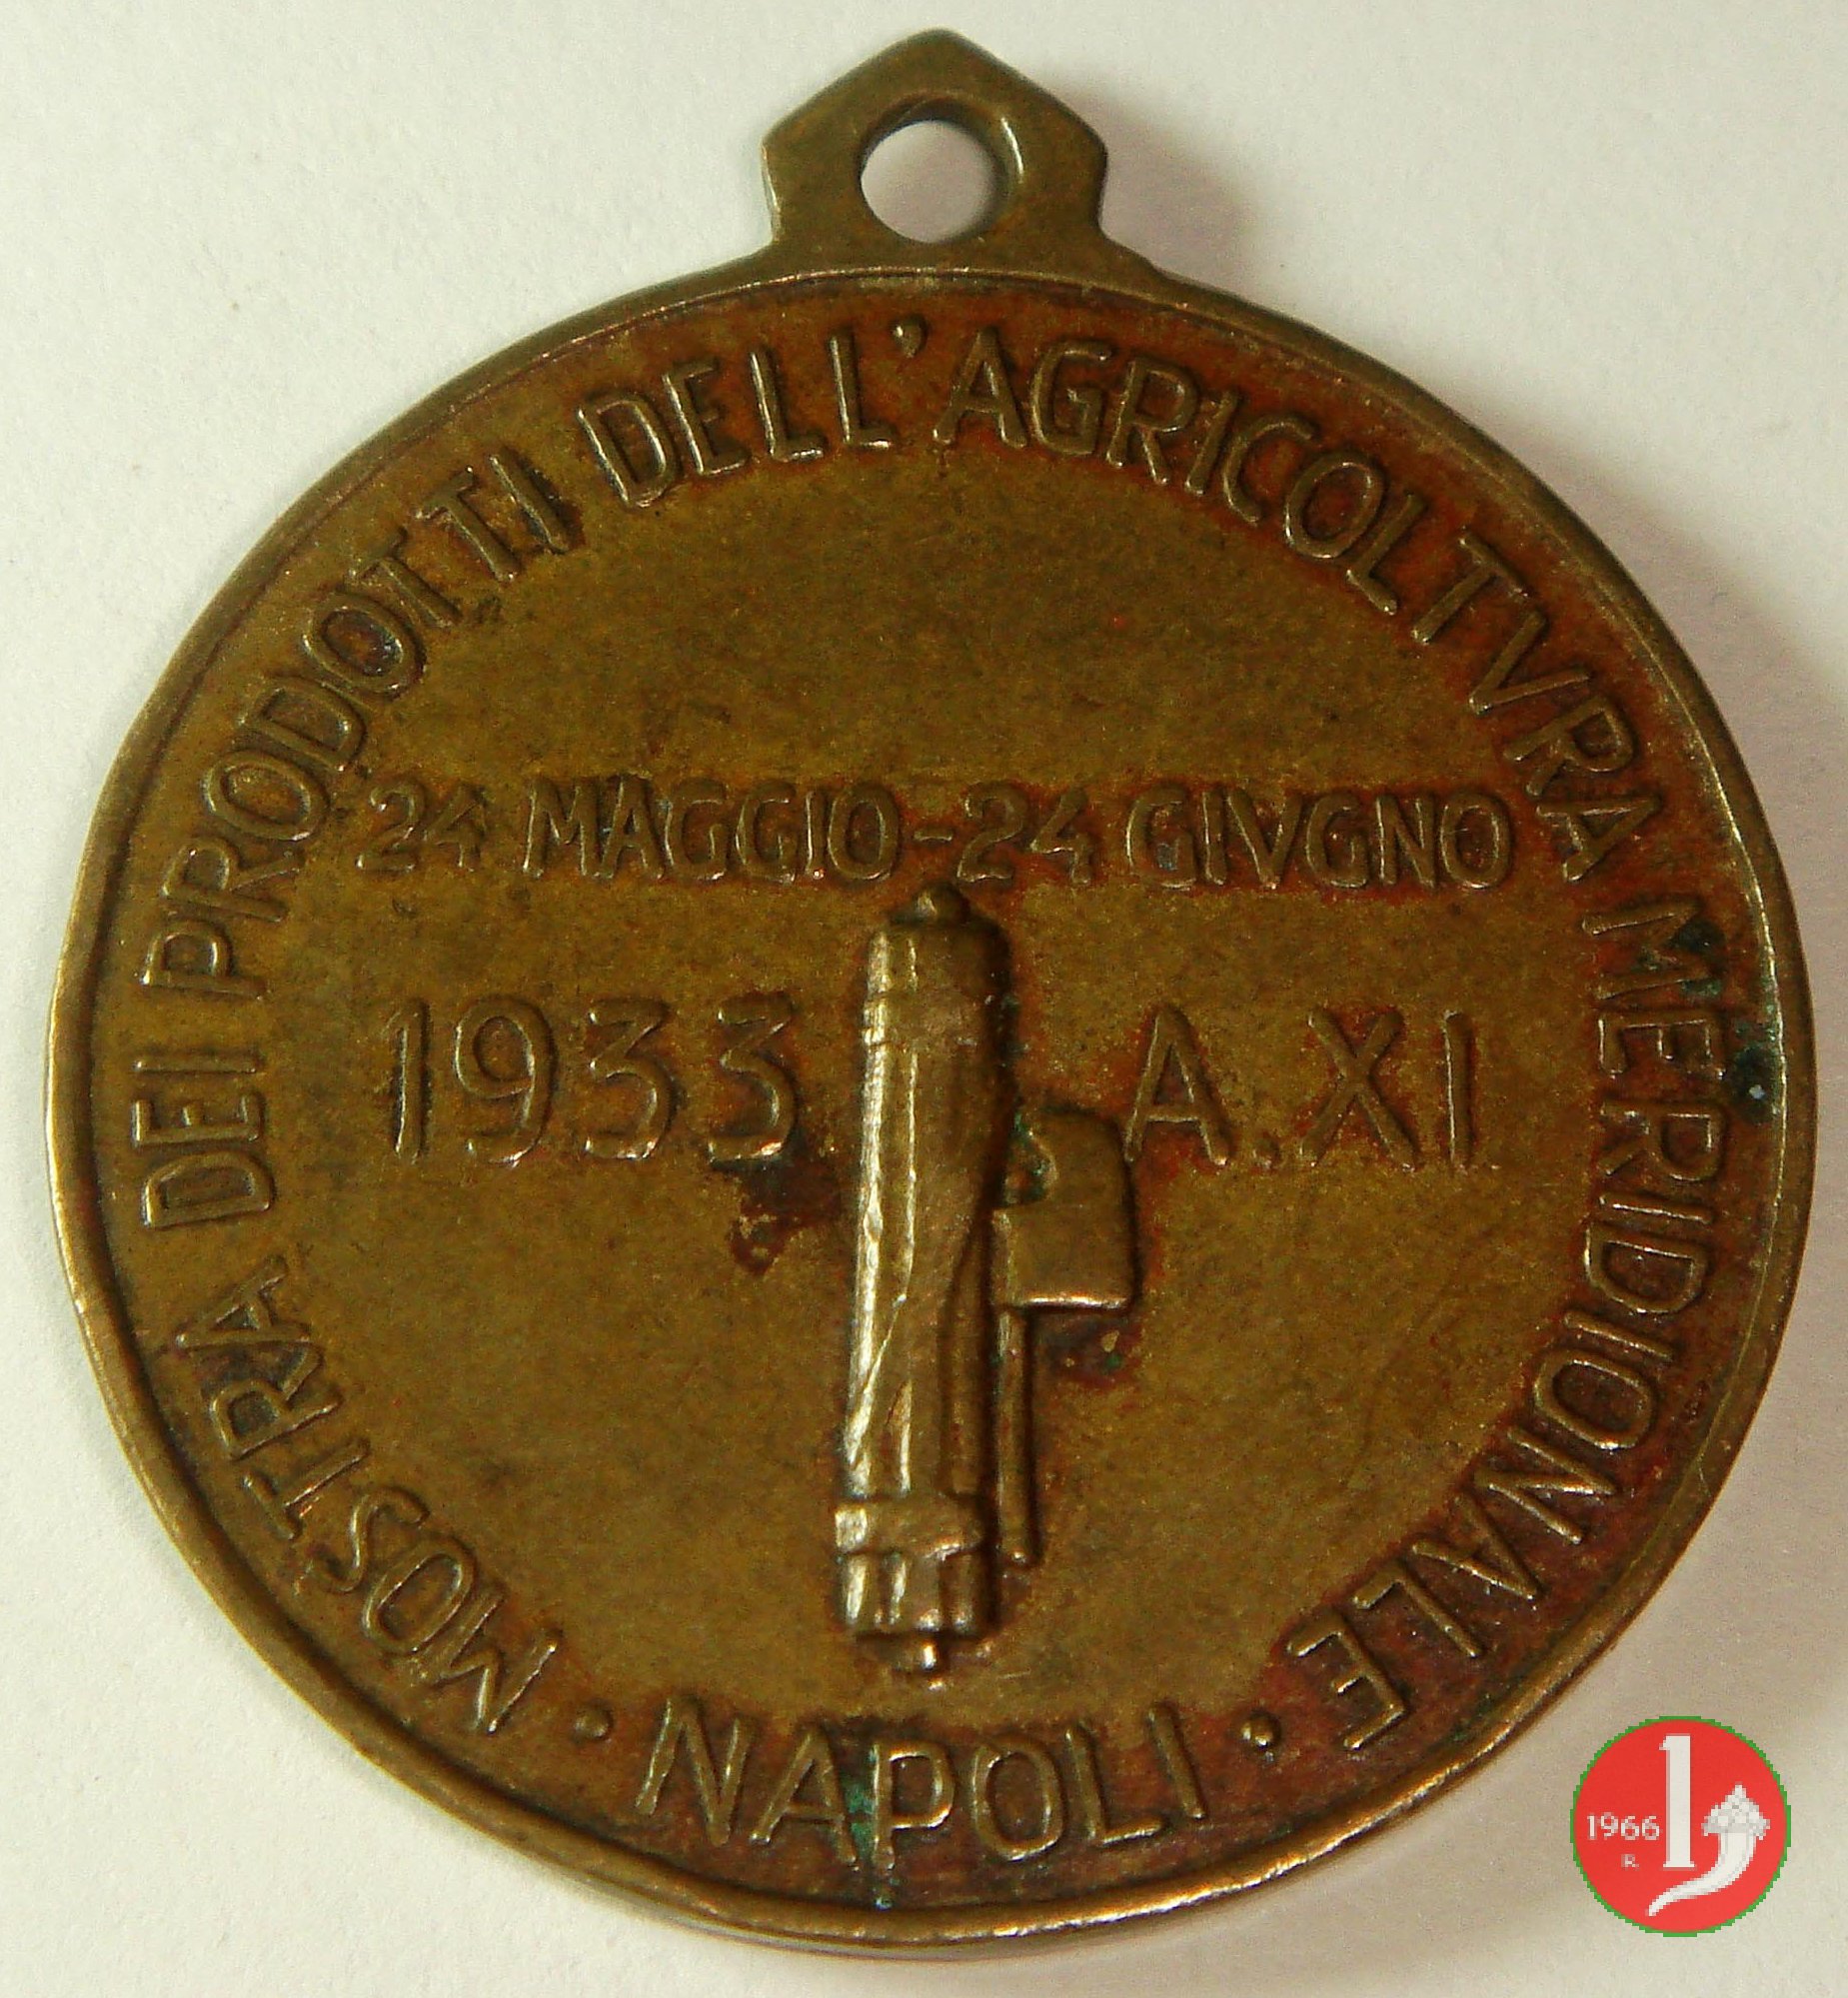 MOSTRA DEI PRODOTTI DELL'AGRICOLTVRA MERIDIONALE
· NAPOLI ·
24 MAGGIO-24 GIVGNO
1933 A.XI
1966
R